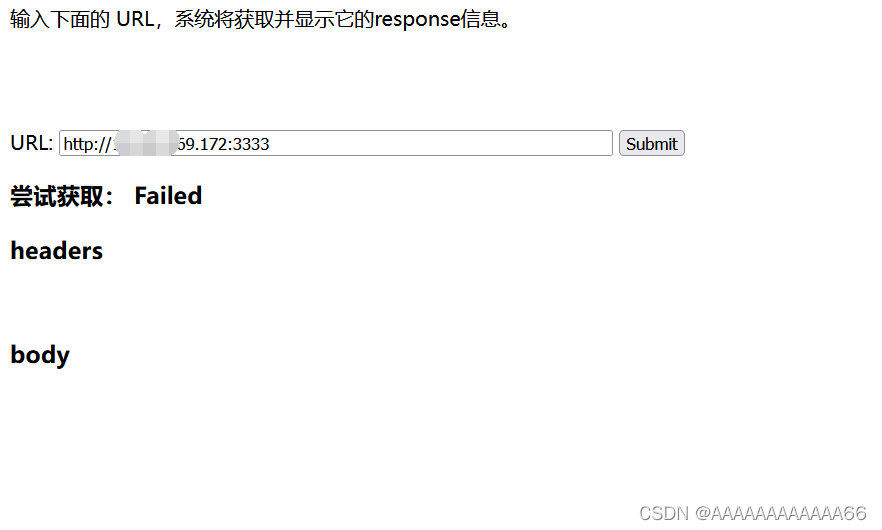 输入下面的 URL，系统将获取并显示它的response信息。
URL: http:// 59.172:3333 Submit
尝试获取： Failed
headers
body
CSDN @AAAAAAAAAAAA66